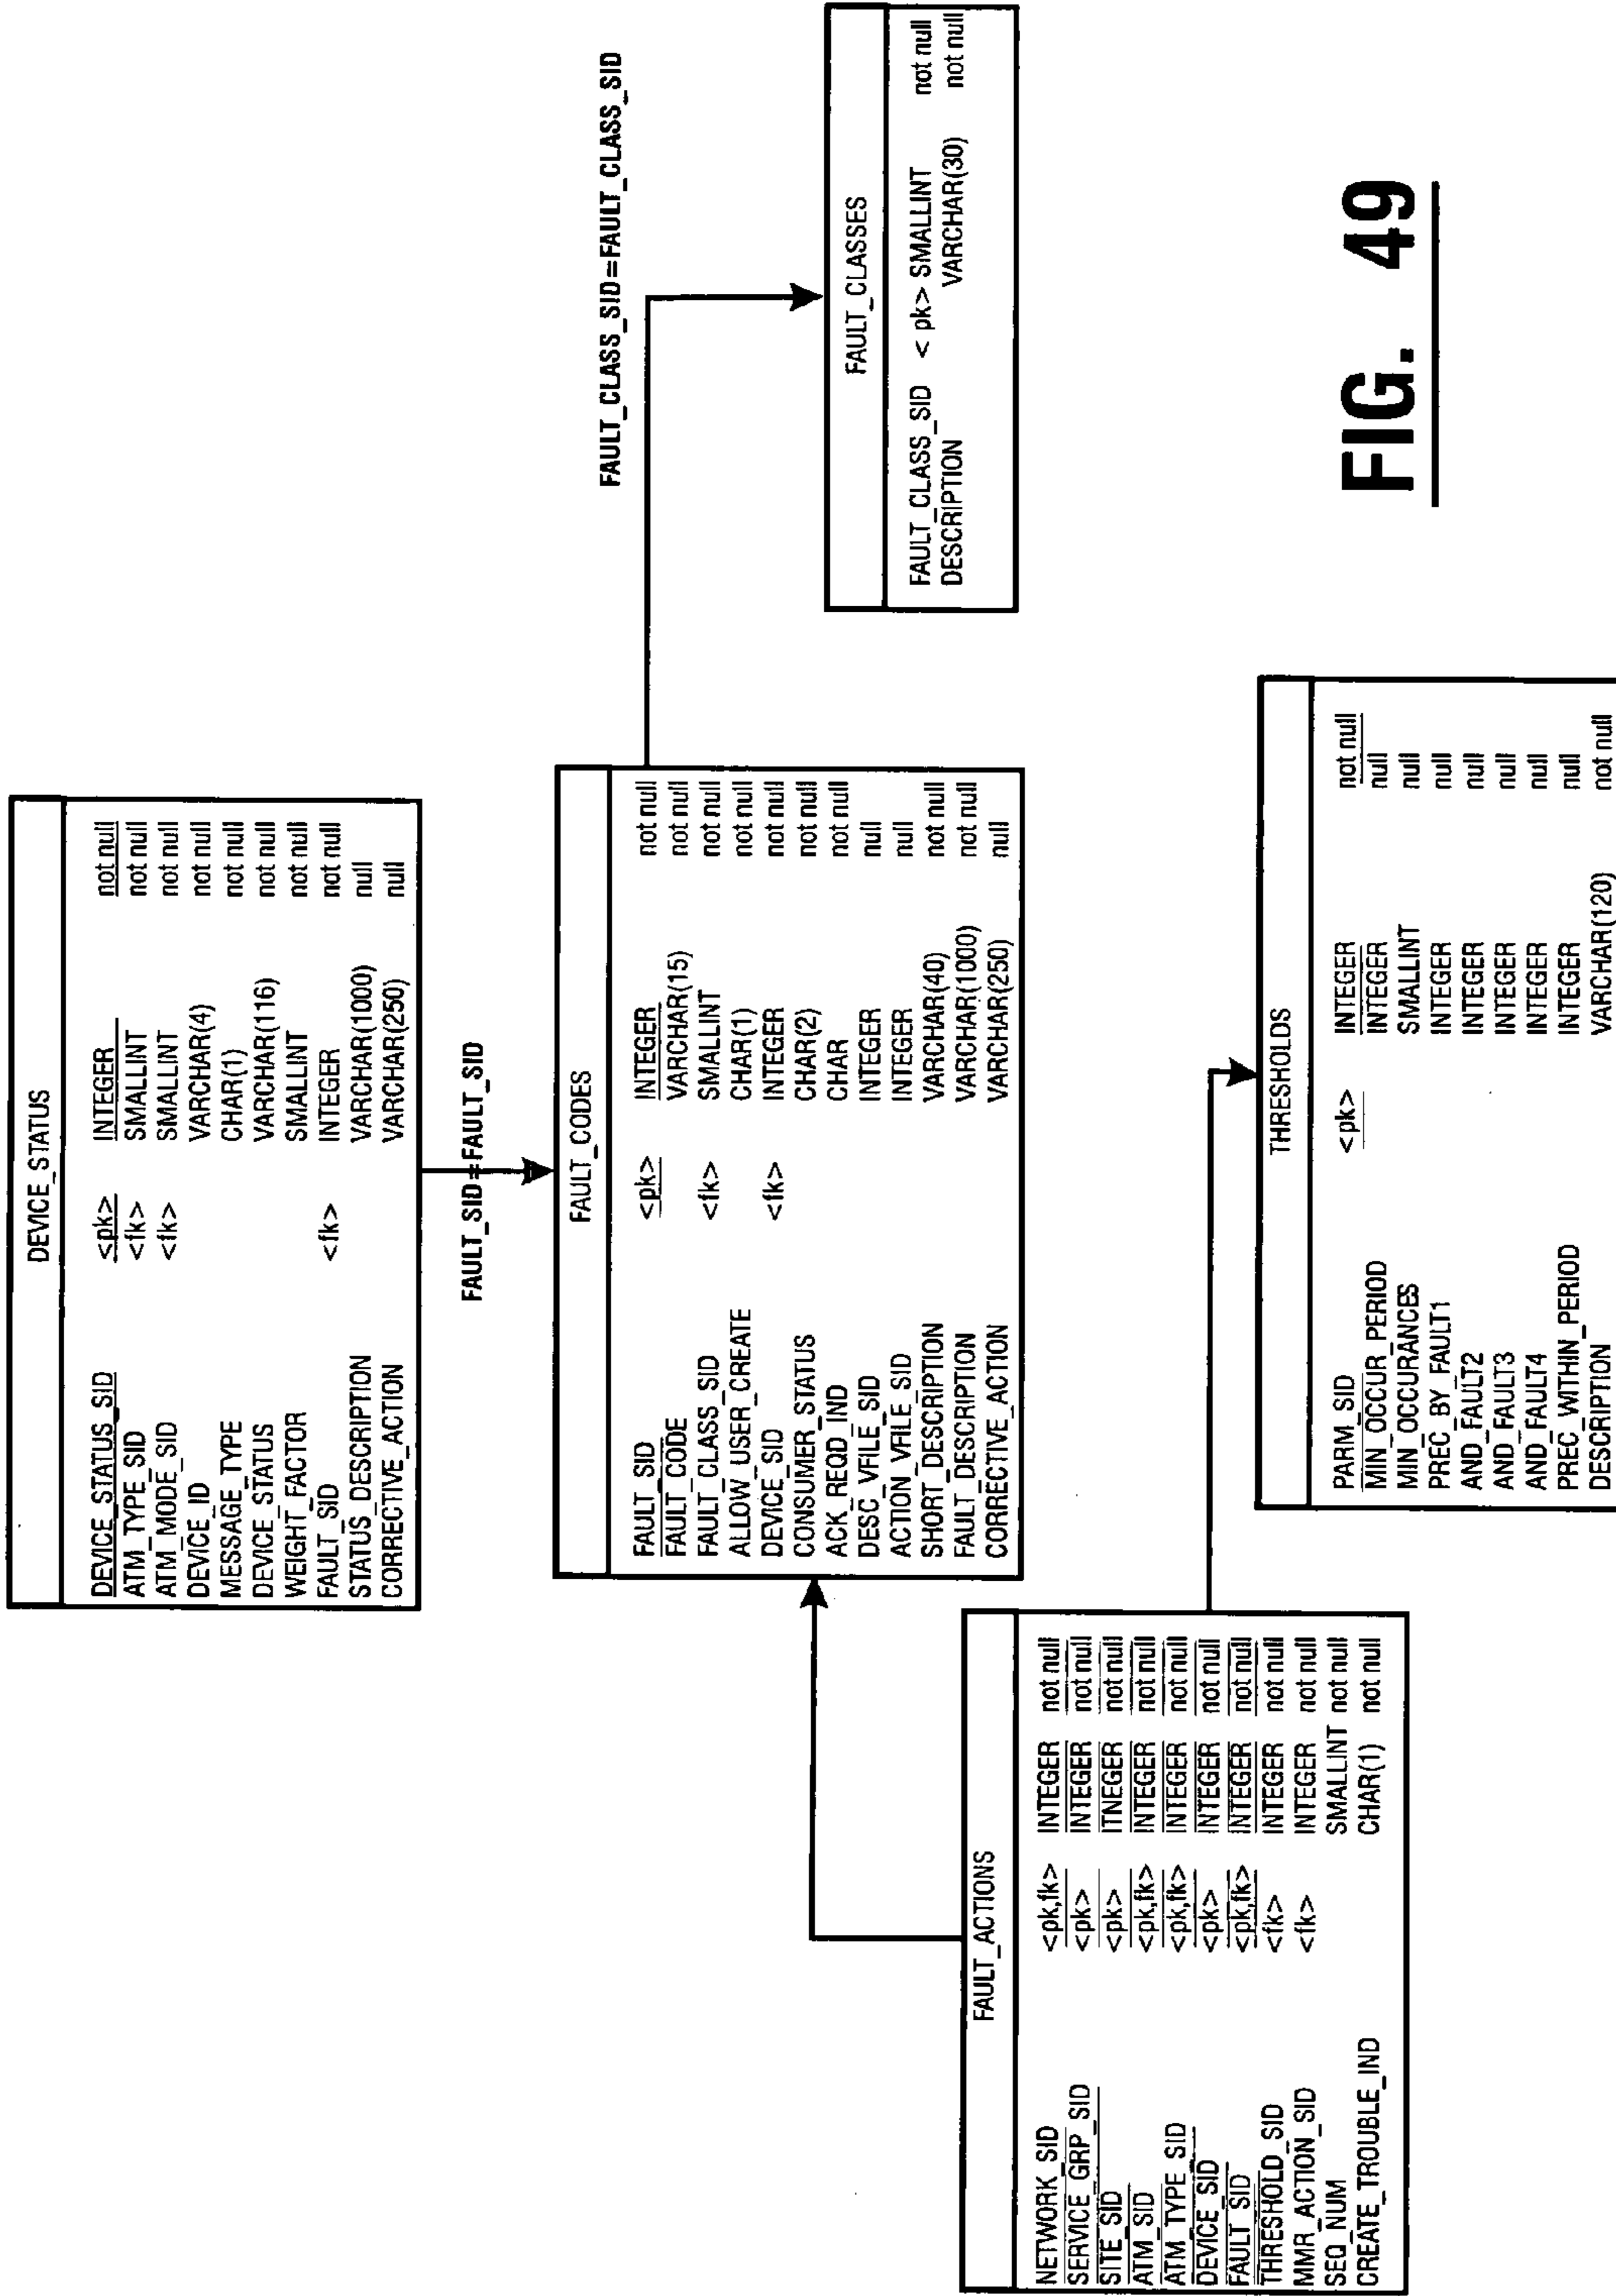 DEVICE_STATUS
DEVICE_STATUS_SID <pk> INTEGER not null
ATM_TYPE_SID <fk> SMALLINT not null
ATM_MODE_SID <fk> SMALLINT not null
DEVICE_ID VARCHAR(4) not null
MESSAGE_TYPE CHAR(1) not null
DEVICE_STATUS VARCHAR(116) not null
WEIGHT_FACTOR SMALLINT not null
FAULT_SID <fk> INTEGER not null
STATUS_DESCRIPTION VARCHAR(1000) null
CORRECTIVE_ACTION VARCHAR(250) null
FAULT_SID=FAULT_SID
FAULT_CODES
FAULT_SID <pk> INTEGER not null
FAULT_CODE VARCHAR(15) not null
FAULT_CLASS_SID <fk> SMALLINT not null
ALLOW_USER_CREATE CHAR(1) not null
DEVICE_SID <fk> INTEGER not null
CONSUMER_STATUS CHAR(2) not null
ACK_REQD_IND CHAR not null
DESC_VFILE_SID INTEGER null
ACTION_VFILE_SID INTEGER null
SHORT_DESCRIPTION VARCHAR(40) not null
FAULT_DESCRIPTION VARCHAR(1000) not null
CORRECTIVE_ACTION VARCHAR(250) null
FAULT_CLASS_SID=FAULT_CLASS_SID
FAULT_CLASSES
FAULT_CLASS_SID < pk> SMALLINT not null
DESCRIPTION VARCHAR(30) not null
FAULT_ACTIONS
NETWORK_SID <pk,fk> INTEGER not null
SERVICE_GRP_SID <pk> INTEGER not null
SITE_SID <pk> ITNEGER not null
ATM_SID <pk,fk> INTEGER not null
ATM_TYPE_SID <pk,fk> INTEGER not null
DEVICE_SID <pk> INTEGER not null
FAULT_SID <pk,fk> INTEGER not null
THRESHOLD_SID <fk> INTEGER not null
MMR_ACTION_SID <fk> INTEGER not null
SEQ_NUM SMALLINT not null
CREATE_TROUBLE_IND CHAR(1) not null
THRESHOLDS
PARM_SID <pk> INTEGER not null
MIN_OCCUR_PERIOD INTEGER null
MIN_OCCURANCES SMALLINT null
PREC_BY_FAULT1 INTEGER null
AND_FAULT2 INTEGER null
AND_FAULT3 INTEGER null
AND_FAULT4 INTEGER null
PREC_WITHIN_PERIOD INTEGER null
DESCRIPTION VARCHAR(120) not null
FIG. 49